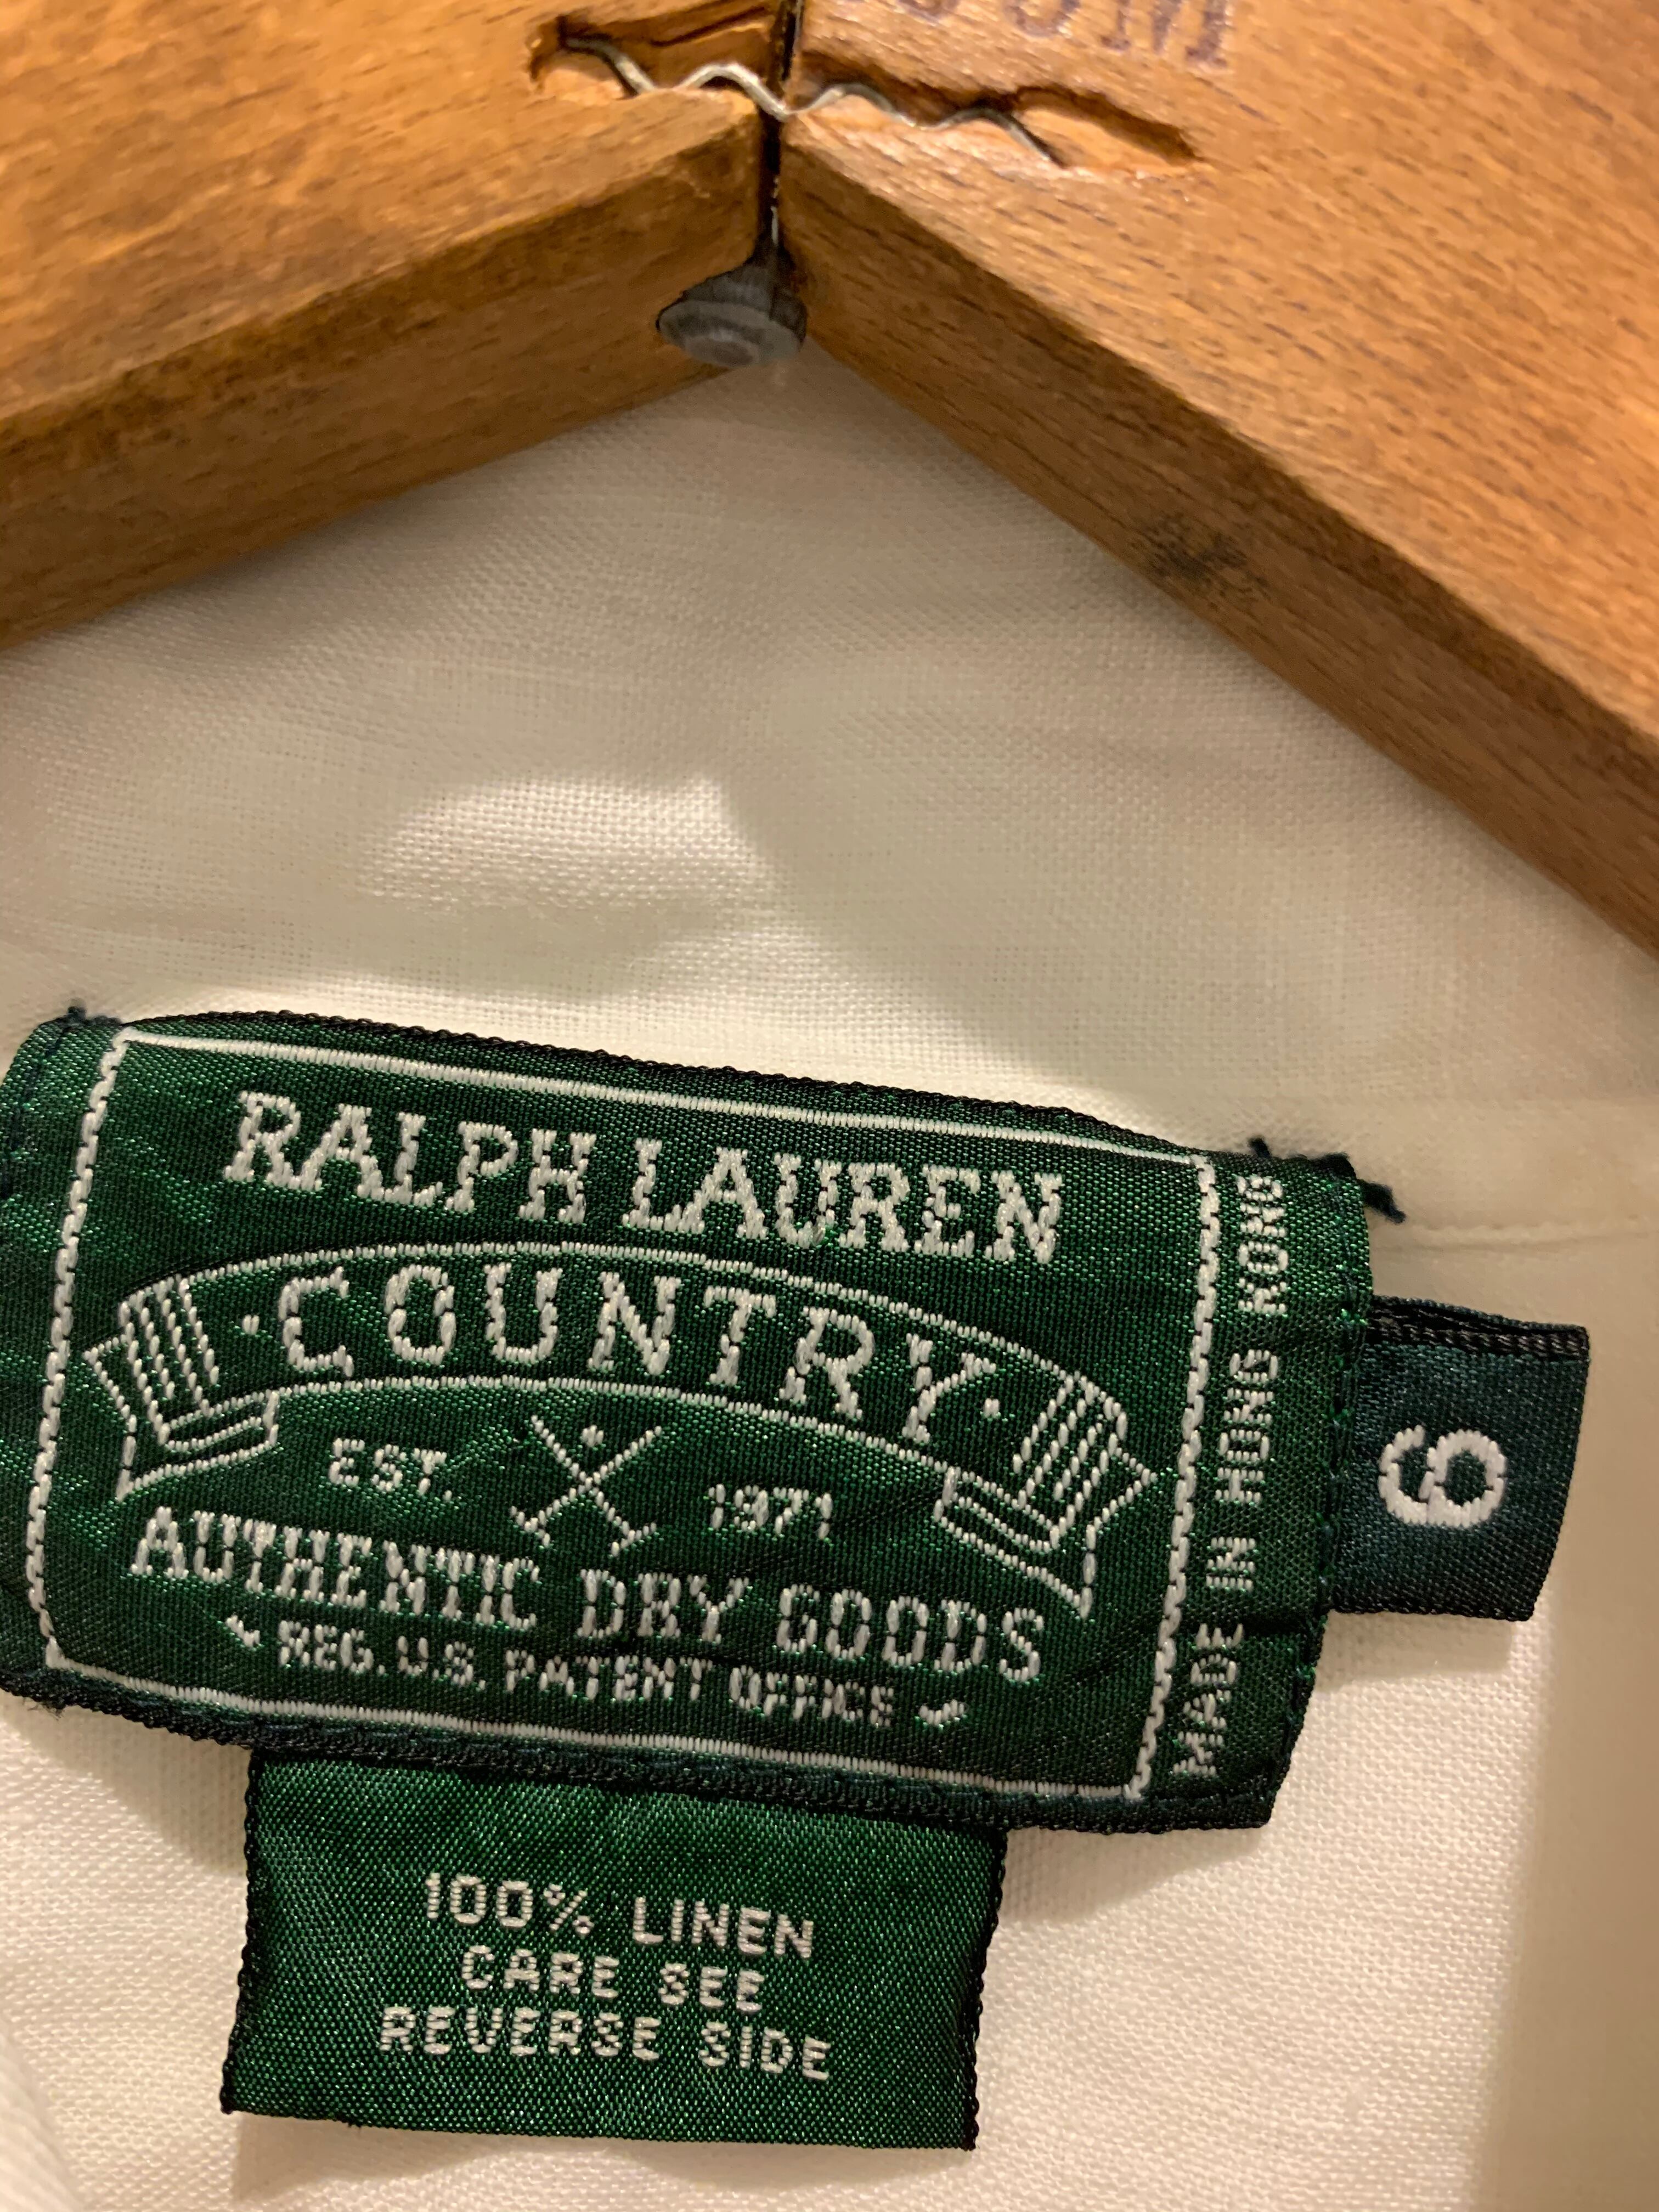 RALPH LAUREN
·COUNTRY·
EST. 1971
AUTHENTIC DRY GOODS
REG. U.S. PATENT OFFICE
MADE IN HONG KONG
6
100% LINEN
CARE SEE
REVERSE SIDE